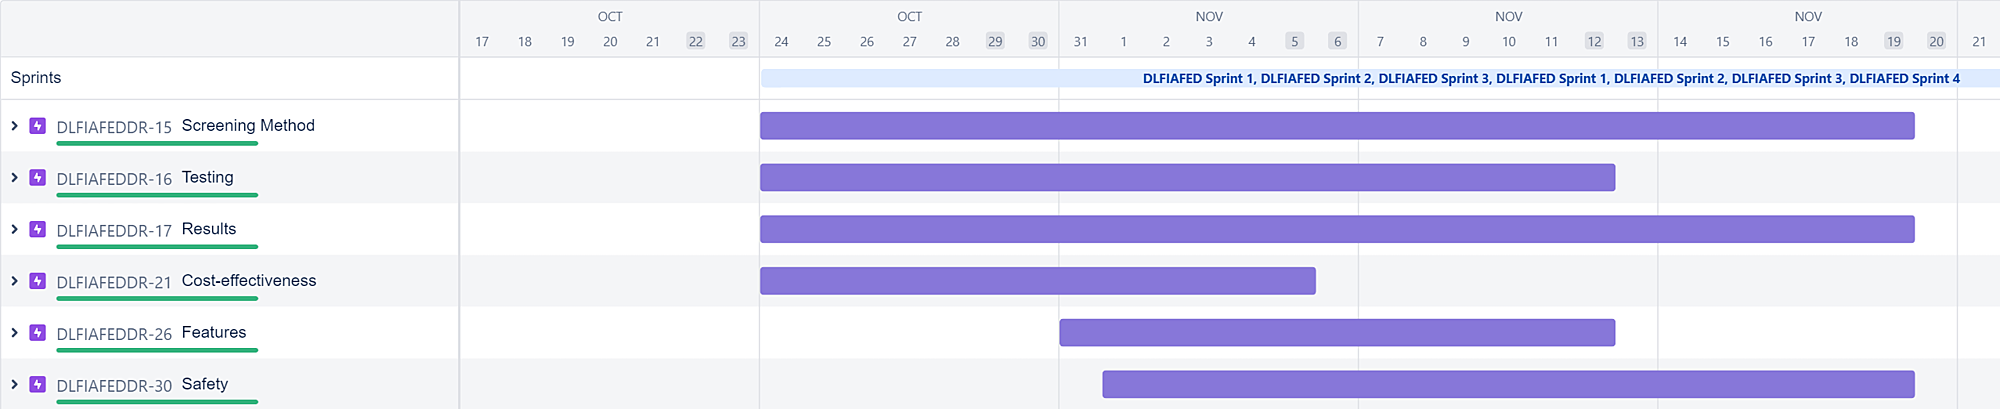 OCT OCT NOV NOV NOV
17 18 19 20 21 22 23 24 25 26 27 28 29 30 31 1 2 3 4 5 6 7 8 9 10 11 12 13 14 15 16 17 18 19 20 21
Sprints DLFIAFED Sprint 1, DLFIAFED Sprint 2, DLFIAFED Sprint 3, DLFIAFED Sprint 1, DLFIAFED Sprint 2, DLFIAFED Sprint 3, DLFIAFED Sprint 4
DLFIAFEDDR-15 Screening Method
DLFIAFEDDR-16 Testing
DLFIAFEDDR-17 Results
DLFIAFEDDR-21 Cost-effectiveness
DLFIAFEDDR-26 Features
DLFIAFEDDR-30 Safety